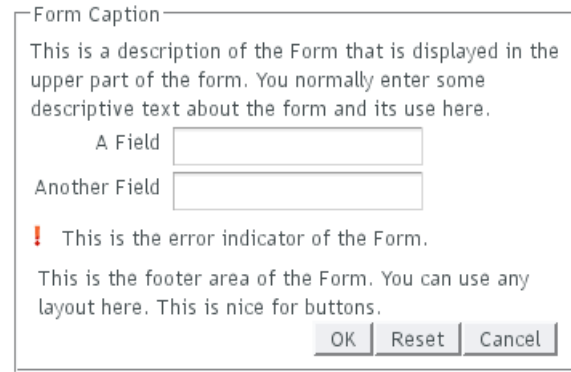 Form Caption
This is a description of the Form that is displayed in the
upper part of the form. You normally enter some
descriptive text about the form and its use here.
A Field
Another Field
! This is the error indicator of the Form.
This is the footer area of the Form. You can use any
layout here. This is nice for buttons.
OK Reset Cancel